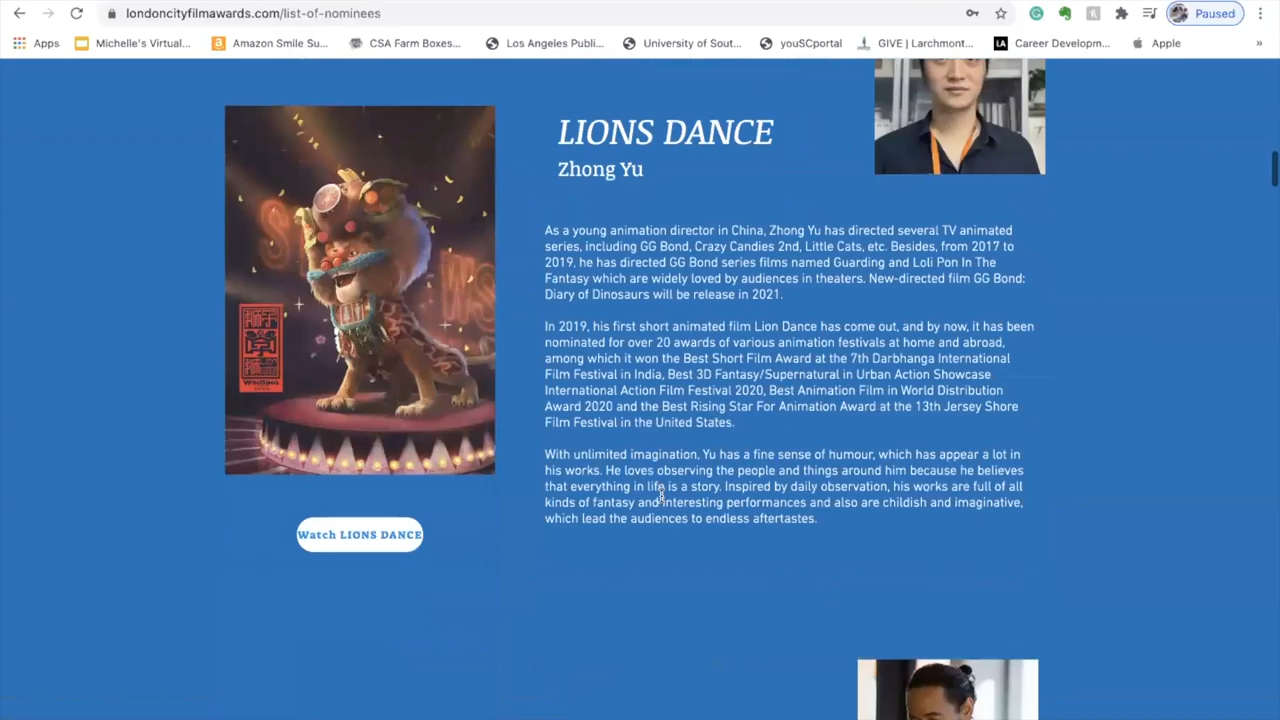 londoncityfilmawards.com/list-of-nominees
Paused
Apps
Michelle's Virtual...
Amazon Smile Su...
CSA Farm Boxes...
Los Angeles Publi...
University of Sout...
youSCportal
GIVE | Larchmont...
LA
Career Developm...
Apple
»
LIONS DANCE
Zhong Yu
As a young animation director in China, Zhong Yu has directed several TV animated
series, including GG Bond, Crazy Candies 2nd, Little Cats, etc. Besides, from 2017 to
2019, he has directed GG Bond series films named Guarding and Loli Pon In The
Fantasy which are widely loved by audiences in theaters. New-directed film GG Bond:
Diary of Dinosaurs will be release in 2021.
In 2019, his first short animated film Lion Dance has come out, and by now, it has been
nominated for over 20 awards of various animation festivals at home and abroad,
among which it won the Best Short Film Award at the 7th Darbhanga International
Film Festival in India, Best 3D Fantasy/Supernatural in Urban Action Showcase
International Action Film Festival 2020, Best Animation Film in World Distribution
Award 2020 and the Best Rising Star For Animation Award at the 13th Jersey Shore
Film Festival in the United States.
With unlimited imagination, Yu has a fine sense of humour, which has appear a lot in
his works. He loves observing the people and things around him because he believes
that everything in life is a story. Inspired by daily observation, his works are full of all
kinds of fantasy and interesting performances and also are childish and imaginative,
which lead the audiences to endless aftertastes.
Watch LIONS DANCE